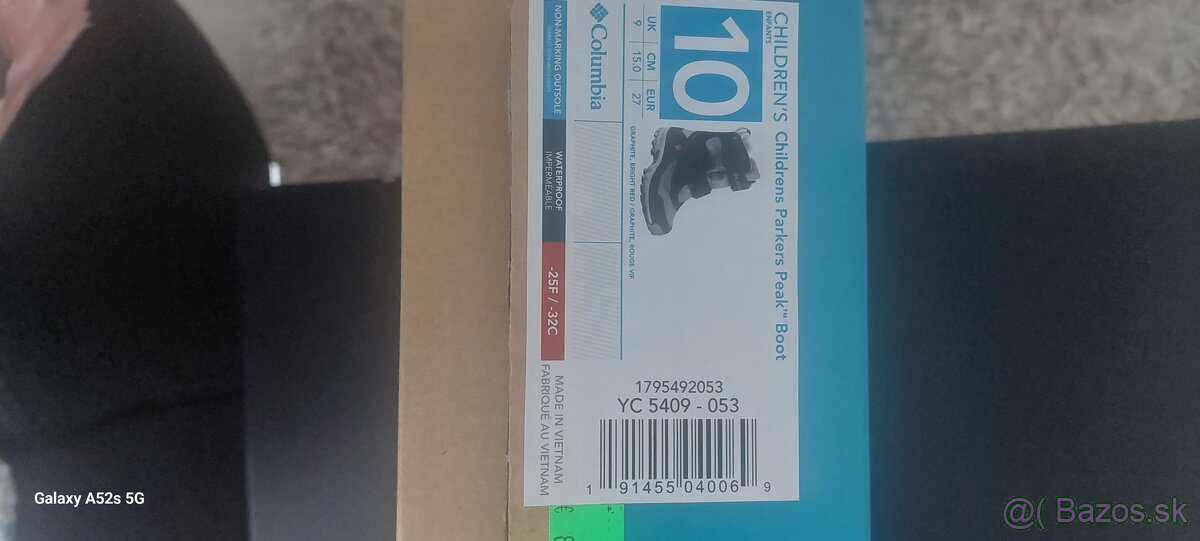 CHILDREN'S Childrens Parkers Peak™ Boot
ENFANTS
10
UK CM EUR
9 15.0 27
GRAPHITE, BRIGHT RED / GRAPHITE, ROUGE VIF
Columbia
NON-MARKING OUTSOLE
WATERPROOF
IMPERMÉABLE
-25F / -32C
MADE IN VIETNAM
FABRIQUÉ AU VIETNAM
1795492053
YC 5409 - 053
1 91455 04006 9
Galaxy A52s 5G
@( Bazos.sk